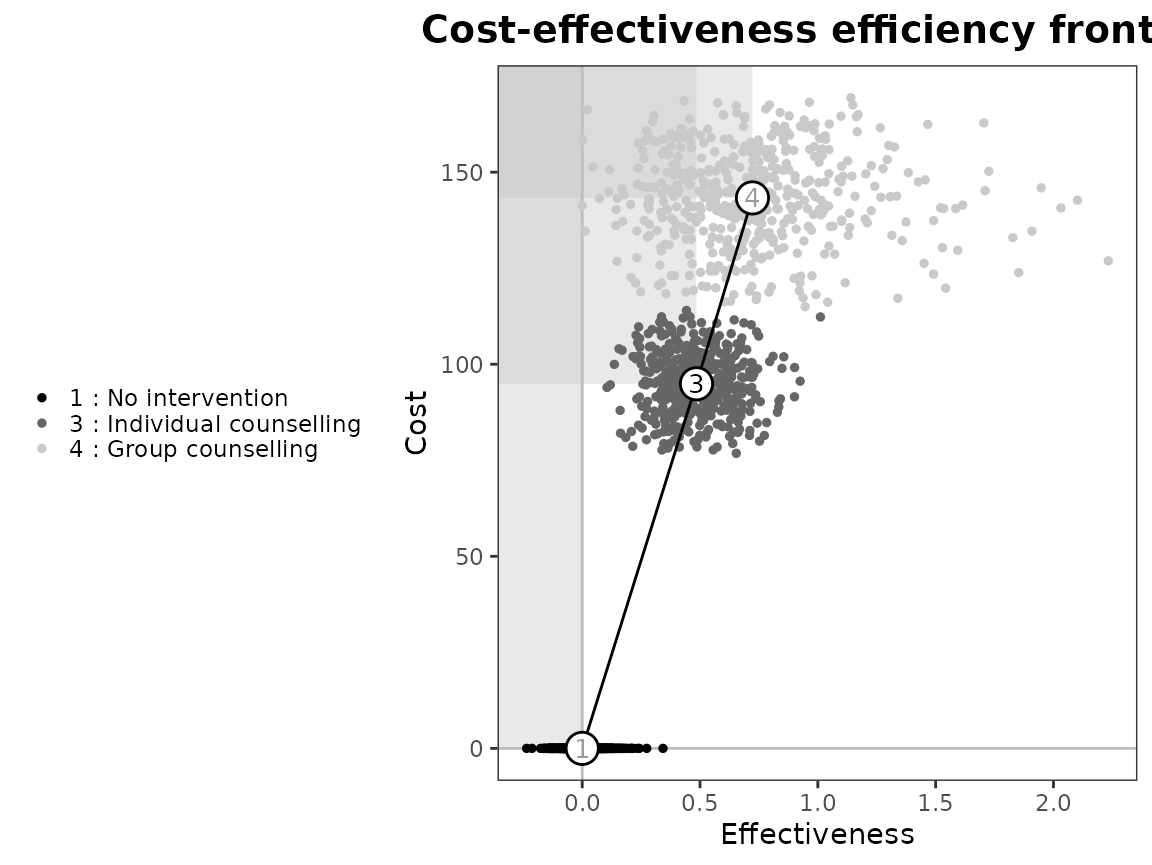 Cost-effectiveness efficiency front
1 : No intervention
3 : Individual counselling
4 : Group counselling
Cost
150
100
50
0
4
3
1
0.0 0.5 1.0 1.5 2.0
Effectiveness